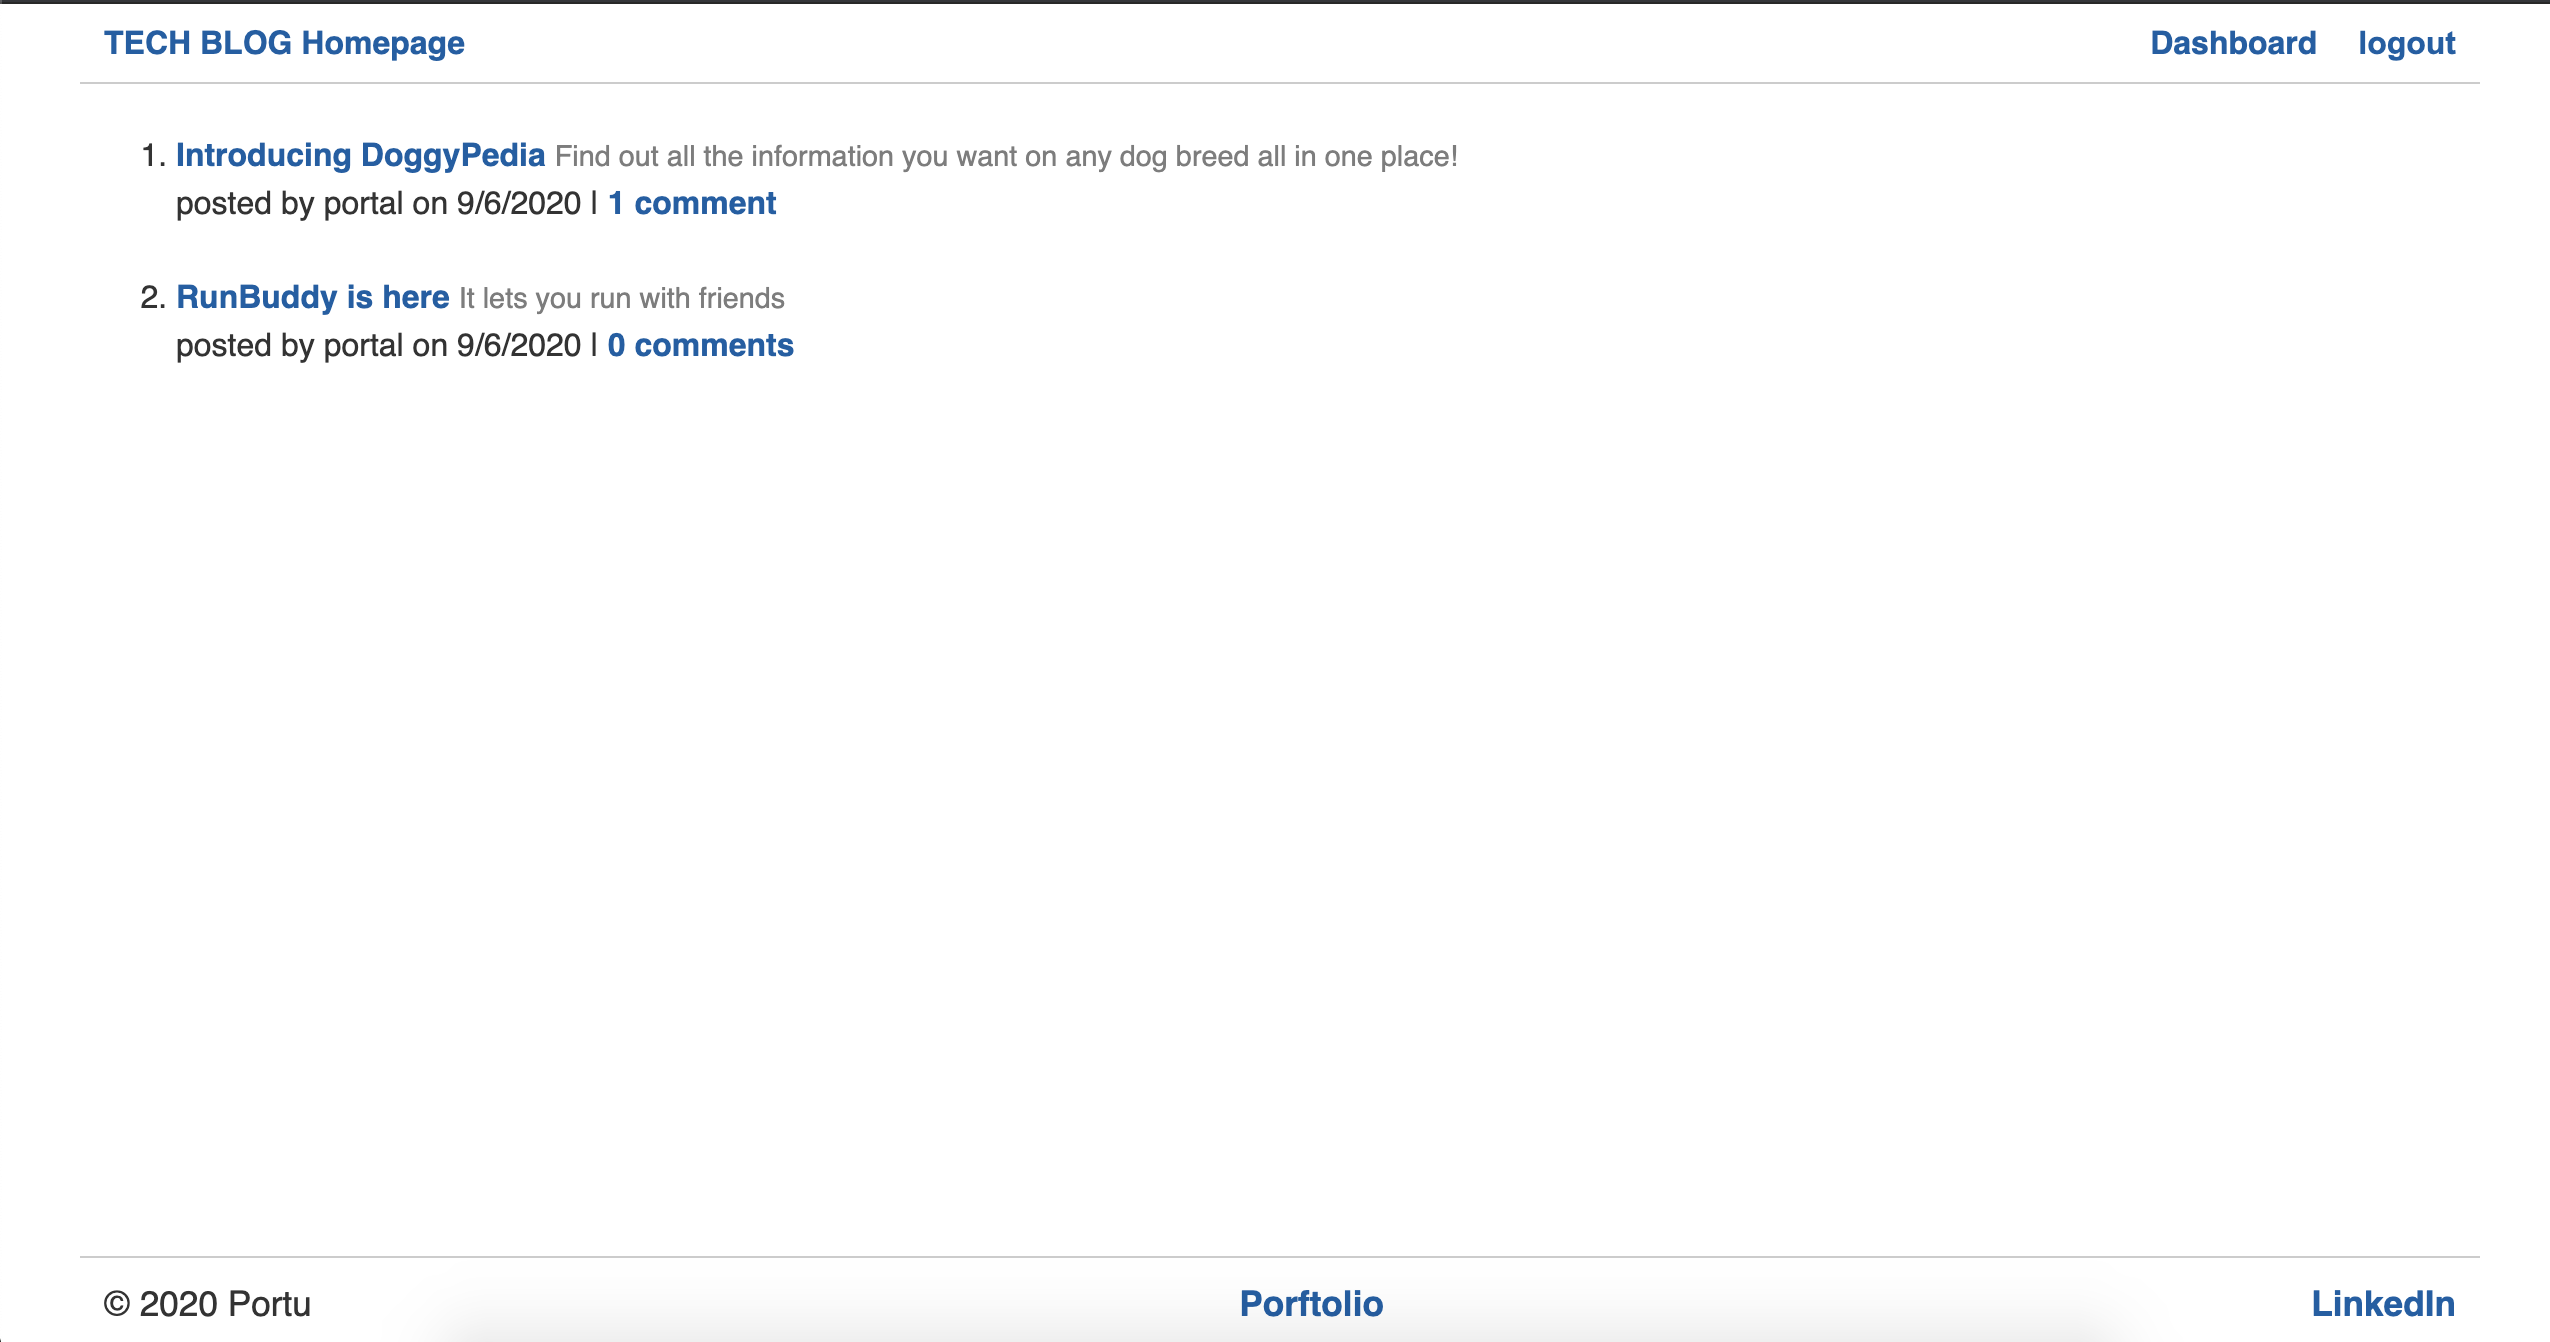 TECH BLOG Homepage Dashboard logout
1. Introducing DoggyPedia Find out all the information you want on any dog breed all in one place!
posted by portal on 9/6/2020 | 1 comment
2. RunBuddy is here It lets you run with friends
posted by portal on 9/6/2020 | 0 comments
© 2020 Portu Porftolio LinkedIn